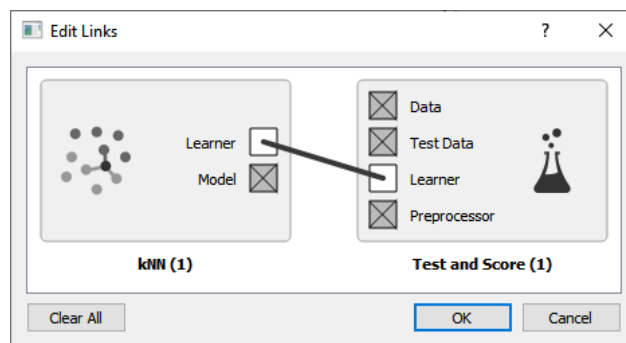 Edit Links
?
Learner
Model
kNN (1)
Data
Test Data
Learner
Preprocessor
Test and Score (1)
Clear All
OK
Cancel